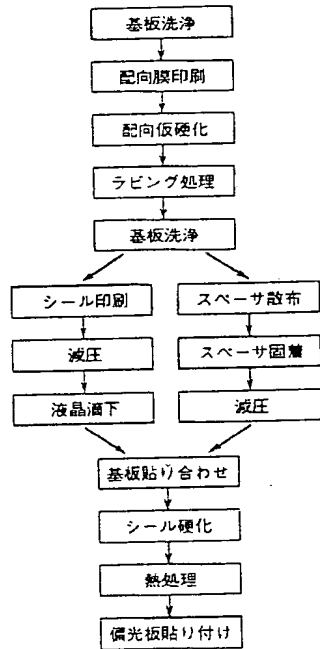 基板洗浄
配向膜印刷
配向仮硬化
ラビング処理
基板洗浄
シール印刷
減圧
液晶滴下
スペーサ散布
スペーサ固着
減圧
基板貼り合わせ
シール硬化
熱処理
偏光板貼り付け